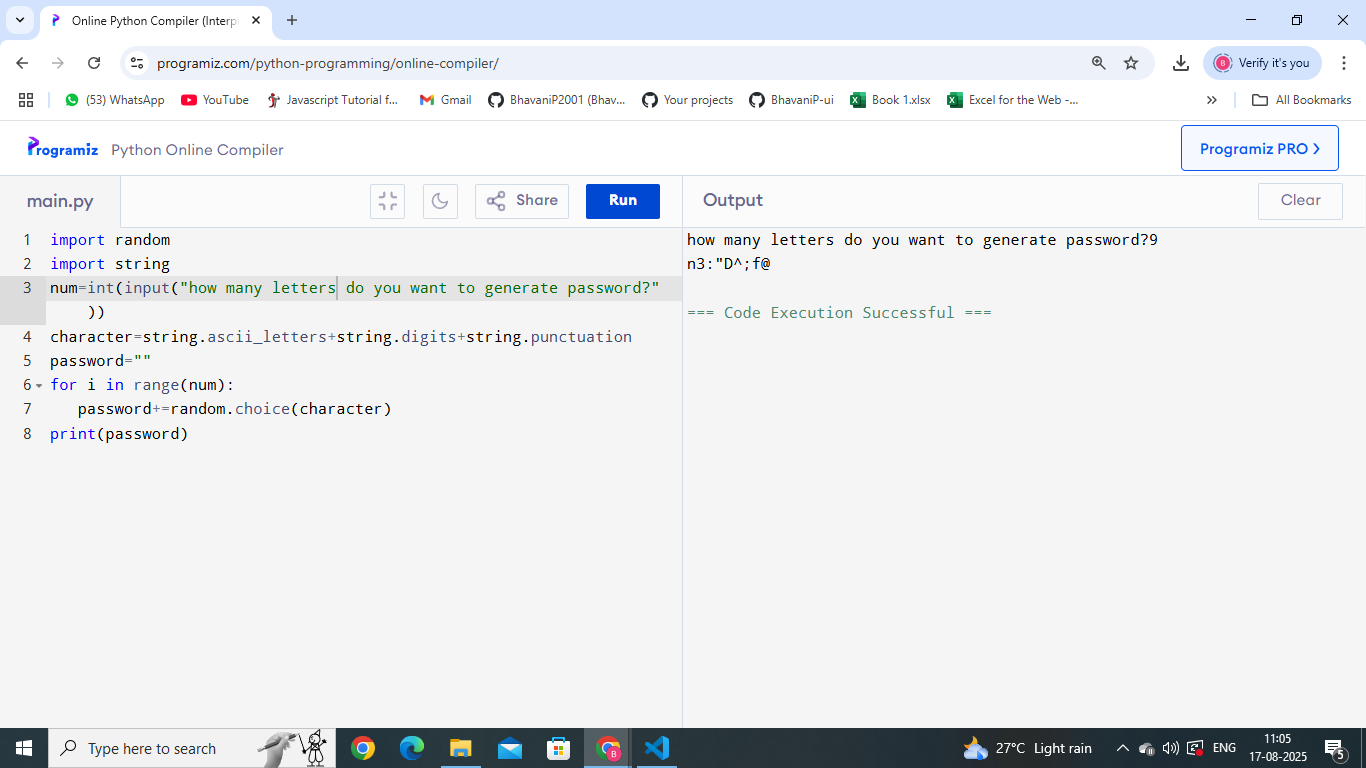 Online Python Compiler (Interp
programiz.com/python-programming/online-compiler/
Verify it's you
(53) WhatsApp
YouTube
Javascript Tutorial f...
Gmail
BhavaniP2001 (Bhav...
Your projects
BhavaniP-ui
Book 1.xlsx
Excel for the Web -...
All Bookmarks
Programiz
Python Online Compiler
Programiz PRO
main.py
Share
Run
Output
Clear
1 import random
2 import string
3 num=int(input("how many letters do you want to generate password?"
))
4 character=string.ascii_letters+string.digits+string.punctuation
5 password=""
6 for i in range(num):
7 password+=random.choice(character)
8 print(password)
how many letters do you want to generate password?9
n3:"D^;f@
=== Code Execution Successful ===
Type here to search
27°C Light rain
ENG
11:05
17-08-2025
5